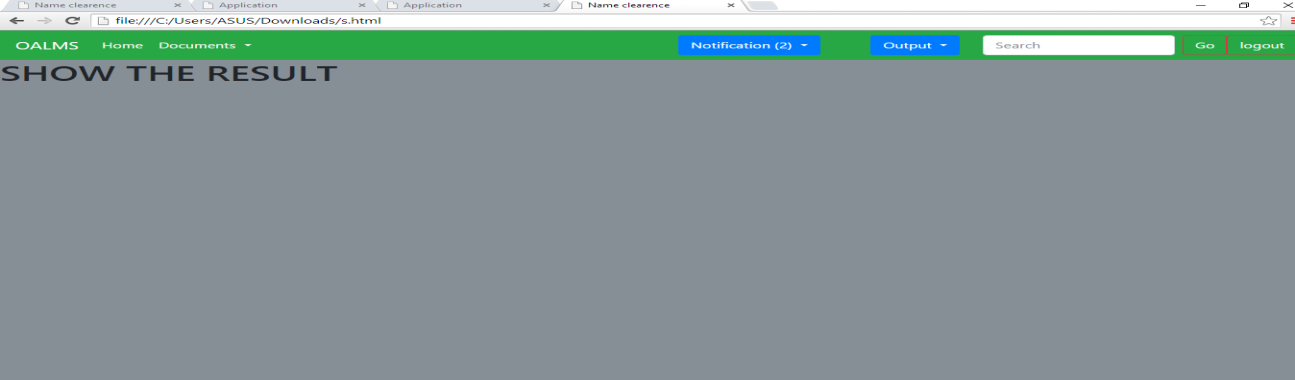 Name clearence Application Application Name clearence
file:///C:/Users/ASUS/Downloads/s.html
OALMS Home Documents Notification (2) Output Search Go logout
SHOW THE RESULT